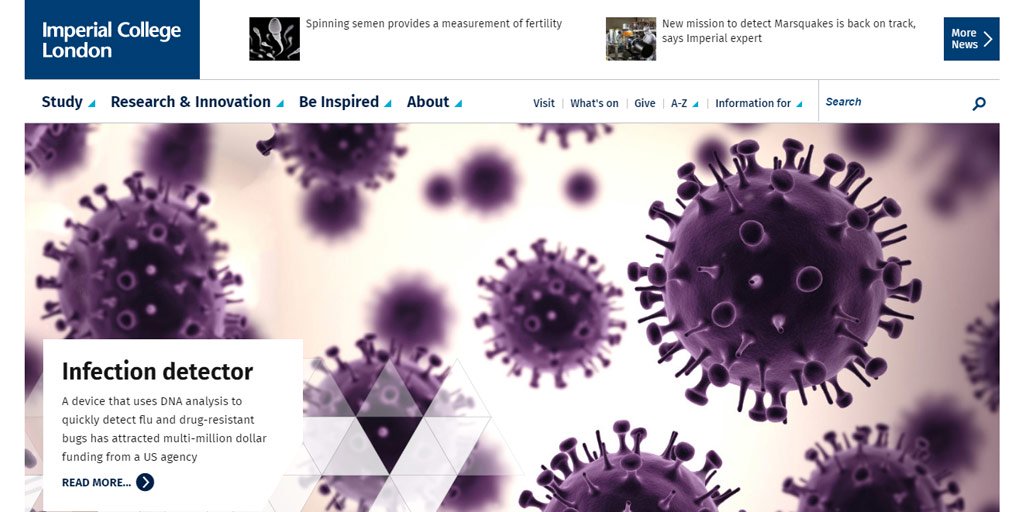 Imperial College
London
Spinning semen provides a measurement of fertility
New mission to detect Marsquakes is back on track,
says Imperial expert
More
News
Study
Research & Innovation
Be Inspired
About
Visit
What's on
Give
A-Z
Information for
Search
Infection detector
A device that uses DNA analysis to
quickly detect flu and drug-resistant
bugs has attracted multi-million dollar
funding from a US agency
READ MORE...